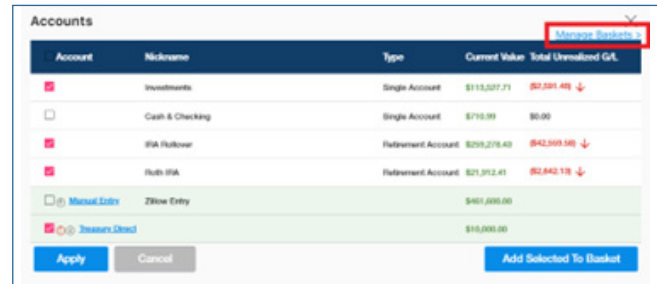 Accounts
Manage Baskets >
Account Nickname Type Current Value Total Unrealized G/L
Investments Single Account $113,527.71 ($2,591.40)
Cash & Checking Single Account $710.99 $0.00
IRA Rollover Retirement Account $259,278.43 ($42,559.58)
Roth IRA Retirement Account $21,912.41 ($2,642.13)
Manual Entry Zillow Entry $461,600.00
Treasure Direct $10,000.00
Apply Cancel Add Selected To Basket